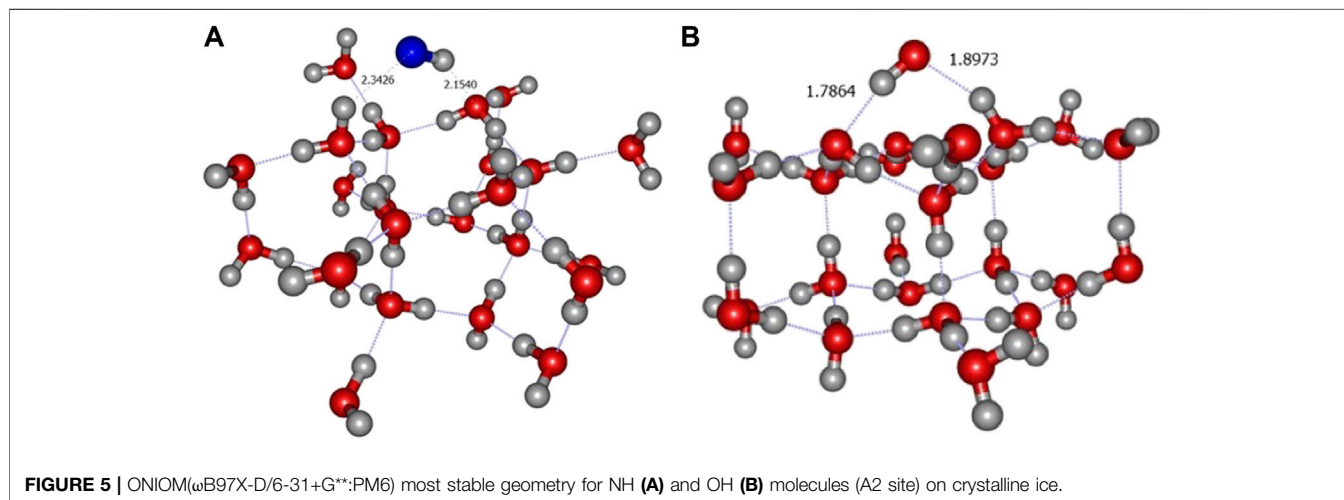 A
B
2.3426
2.1540
1.7864
1.8973
FIGURE 5 | ONIOM(ωB97X-D/6-31+G**:PM6) most stable geometry for NH (A) and OH (B) molecules (A2 site) on crystalline ice.